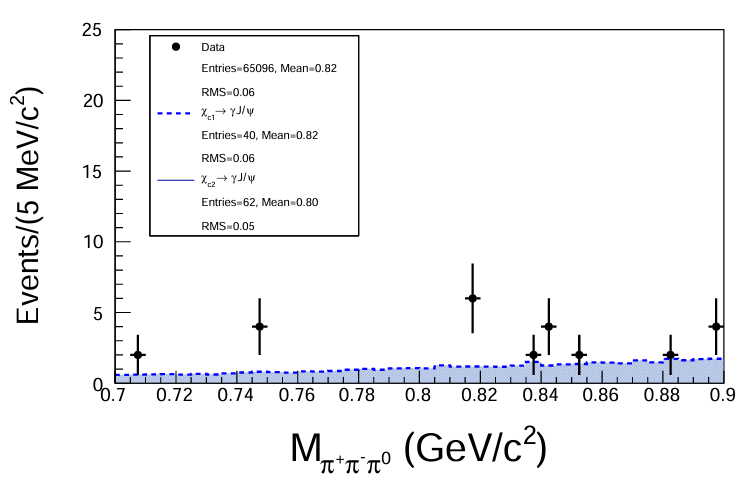 25
20
15
10
5
0
Events/(5 MeV/c²)
Data
Entries=65096, Mean=0.82
RMS=0.06
χc1→ γJ/ψ
Entries=40, Mean=0.82
RMS=0.06
χc2→ γJ/ψ
Entries=62, Mean=0.80
RMS=0.05
0.7 0.72 0.74 0.76 0.78 0.8 0.82 0.84 0.86 0.88 0.9
Mπ⁺π⁻π⁰ (GeV/c²)